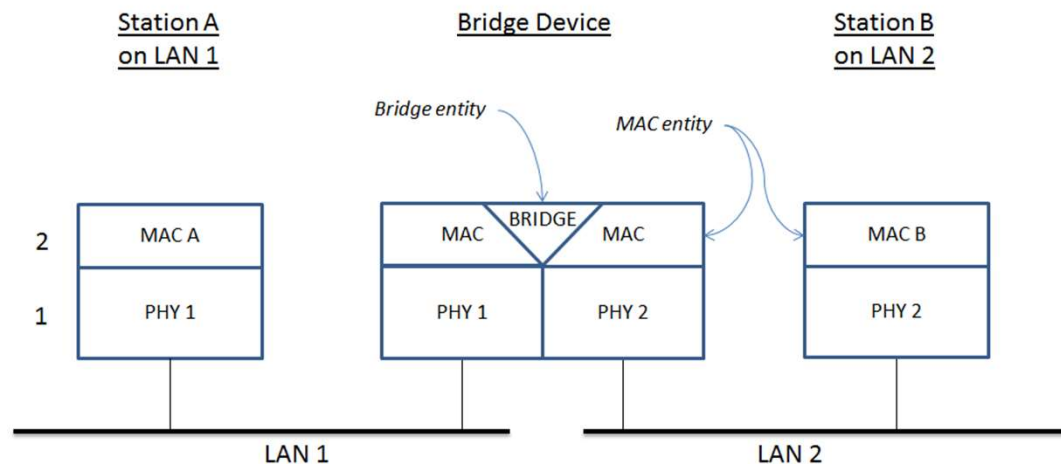 Station A
on LAN 1
Bridge Device
Station B
on LAN 2
Bridge entity
MAC entity
2
MAC A
MAC
BRIDGE
MAC
MAC B
1
PHY 1
PHY 1
PHY 2
PHY 2
LAN 1
LAN 2